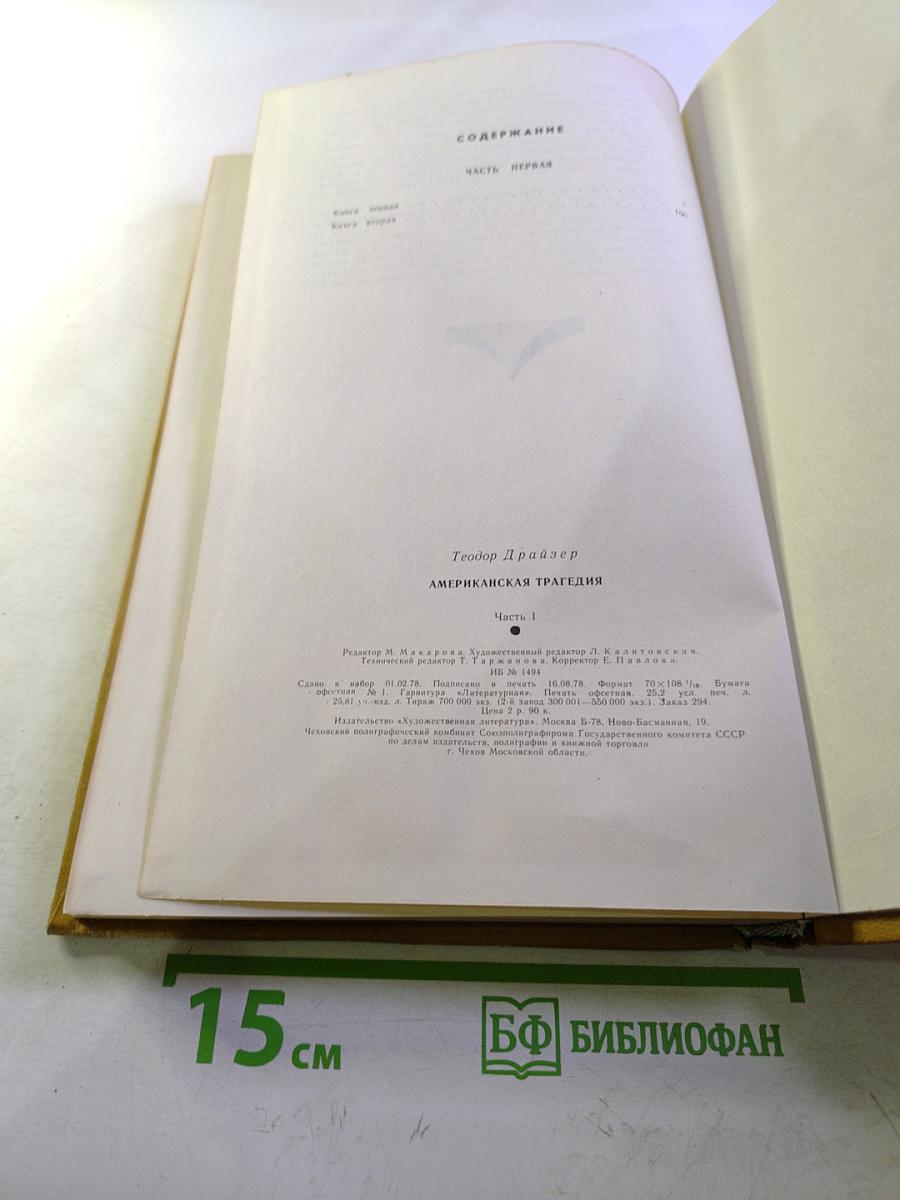 СОДЕРЖАНИЕ
ЧАСТЬ ПЕРВАЯ
Книга первая
Книга вторая
Теодор Драйзер
АМЕРИКАНСКАЯ ТРАГЕДИЯ
Часть 1
Редактор М. Макарова. Художественный редактор Л. Калитовская.
Технический редактор Т. Таржанова. Корректор Е. Павлова.
ИБ № 1494
Сдано в набор 01.02.78. Подписано в печать 16.08.78. Формат 70×108 1/16. Бумага
офсетная № 1. Гарнитура «Литературная». Печать офсетная. 25,2 усл. печ. л.
25,81 уч.-изд. л. Тираж 700 000 экз. (2-й завод 300 001—550 000 экз.). Заказ 294.
Цена 2 р. 90 к.
Издательство «Художественная литература». Москва Б-78, Ново-Басманная, 19.
Чеховский полиграфический комбинат Союзполиграфпрома Государственного комитета СССР
по делам издательств, полиграфии и книжной торговли
г. Чехов Московской области.
15 см
БФ БИБЛИОФАН